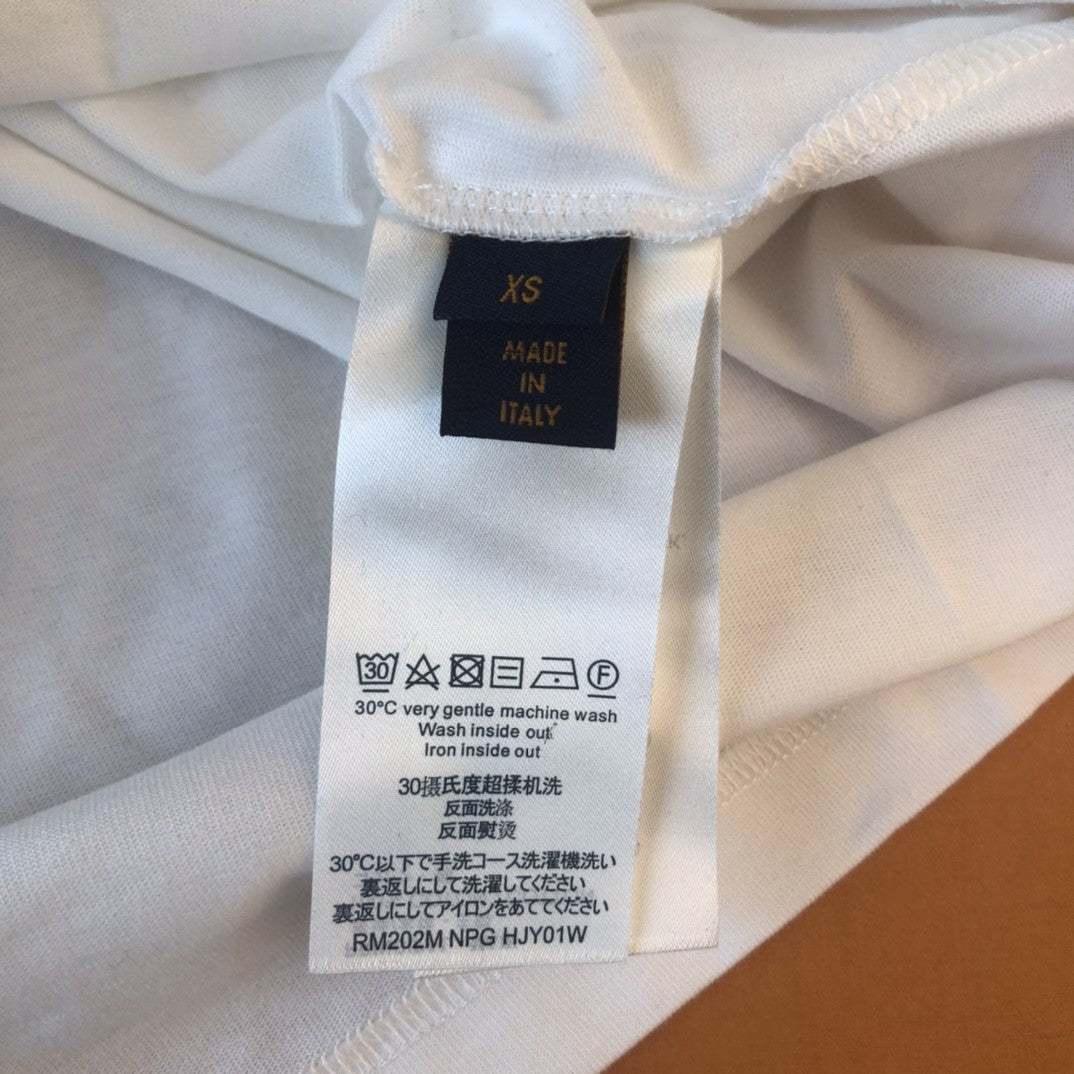 XS
MADE
IN
ITALY
30 F
30°C very gentle machine wash
Wash inside out
Iron inside out
30摄氏度超揉机洗
反面洗涤
反面熨烫
30°C以下で手洗コース洗濯機洗い
裏返しにして洗濯してください
裏返しにしてアイロンをあててください
RM202M NPG HJY01W